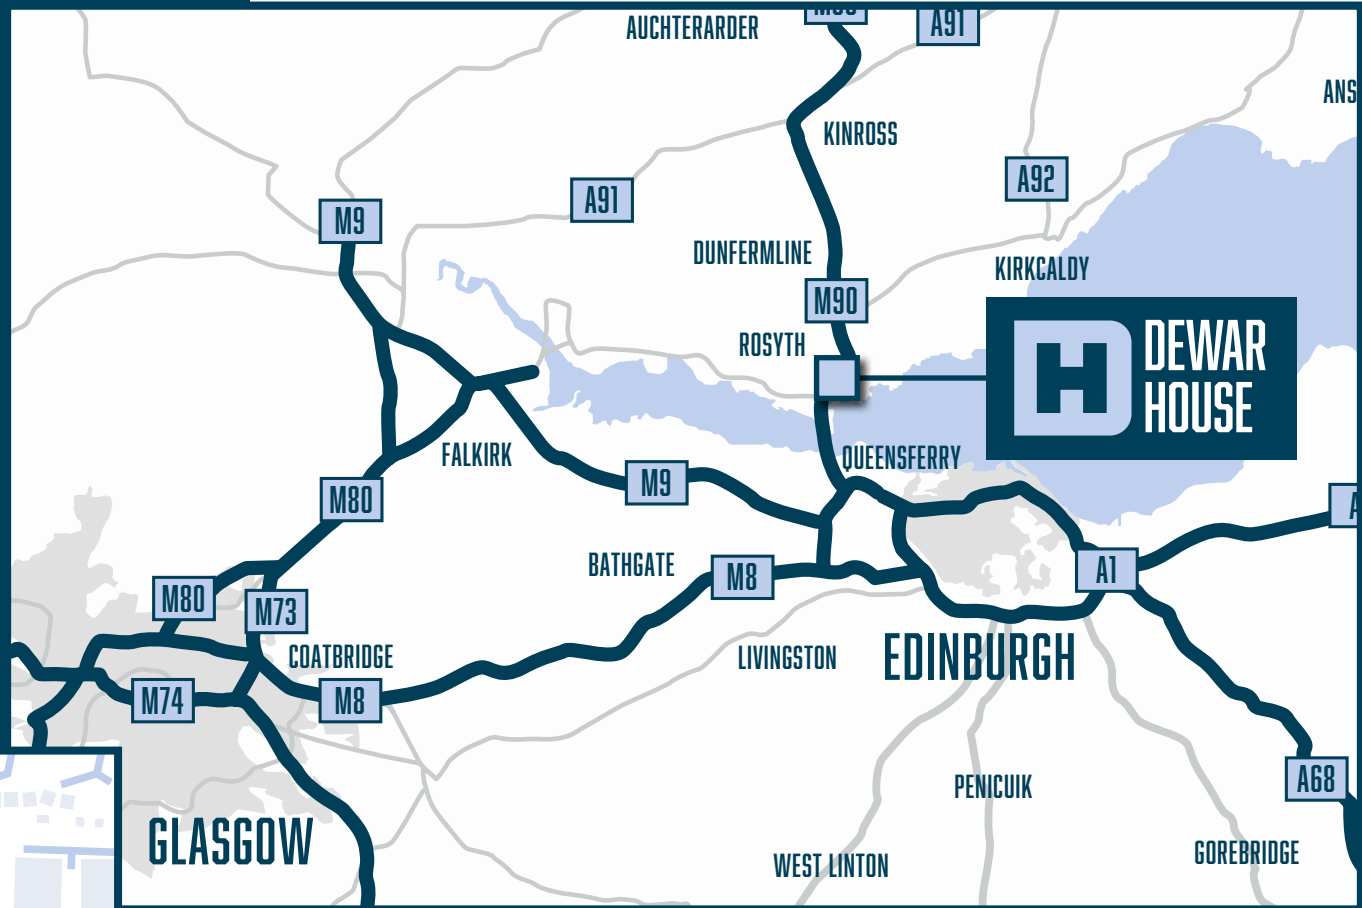 AUCHTERARDER
A91
KINROSS
A91
A92
M9
DUNFERMLINE
KIRKCALDY
M90
ROSYTH
DH
DEWAR
HOUSE
FALKIRK
QUEENSFERRY
M9
M80
BATHGATE
M8
A1
M80
M73
COATBRIDGE
LIVINGSTON
EDINBURGH
M74
M8
PENICUIK
A68
GLASGOW
GOREBRIDGE
WEST LINTON